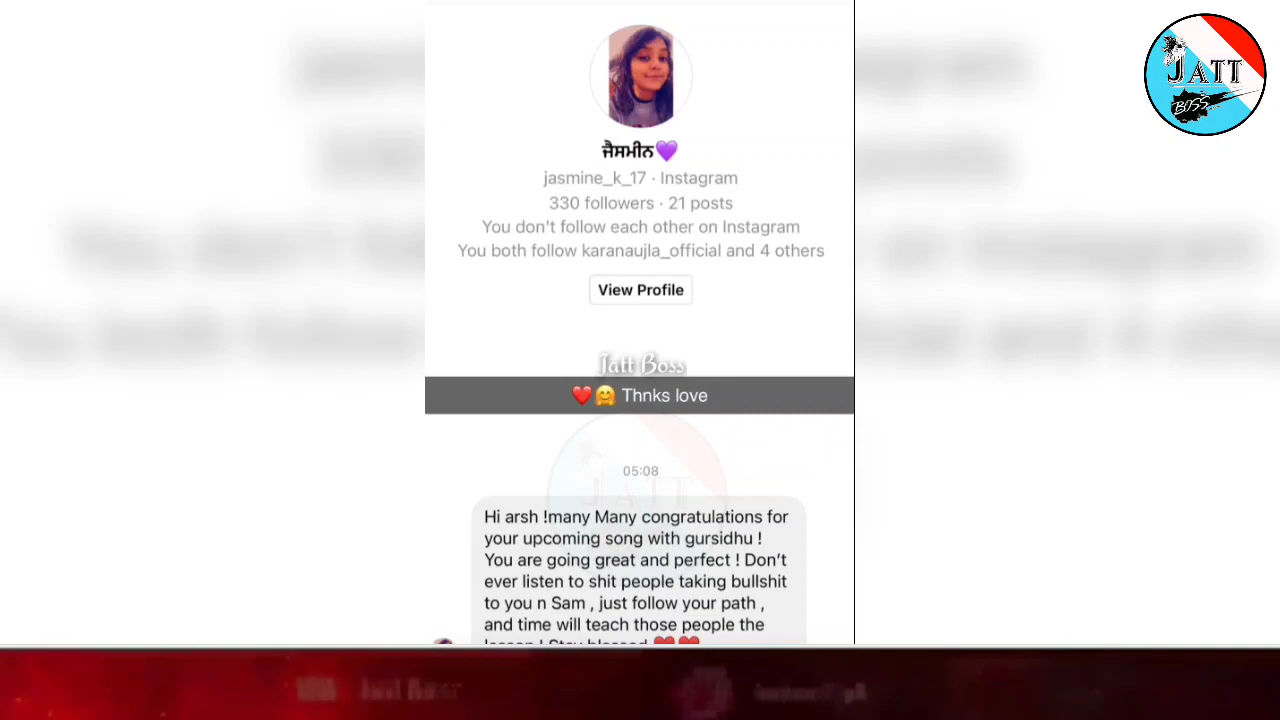 JATT
BOSS
ਜੈਸਮੀਨ💜
jasmine_k_17 · Instagram
330 followers · 21 posts
You don't follow each other on Instagram
You both follow karanaujla_official and 4 others
View Profile
Jatt Boss
❤️🤗 Thnks love
05:08
JATT
Hi arsh !many Many congratulations for
your upcoming song with gursidhu !
You are going great and perfect ! Don't
ever listen to shit people taking bullshit
to you n Sam , just follow your path ,
and time will teach those people the